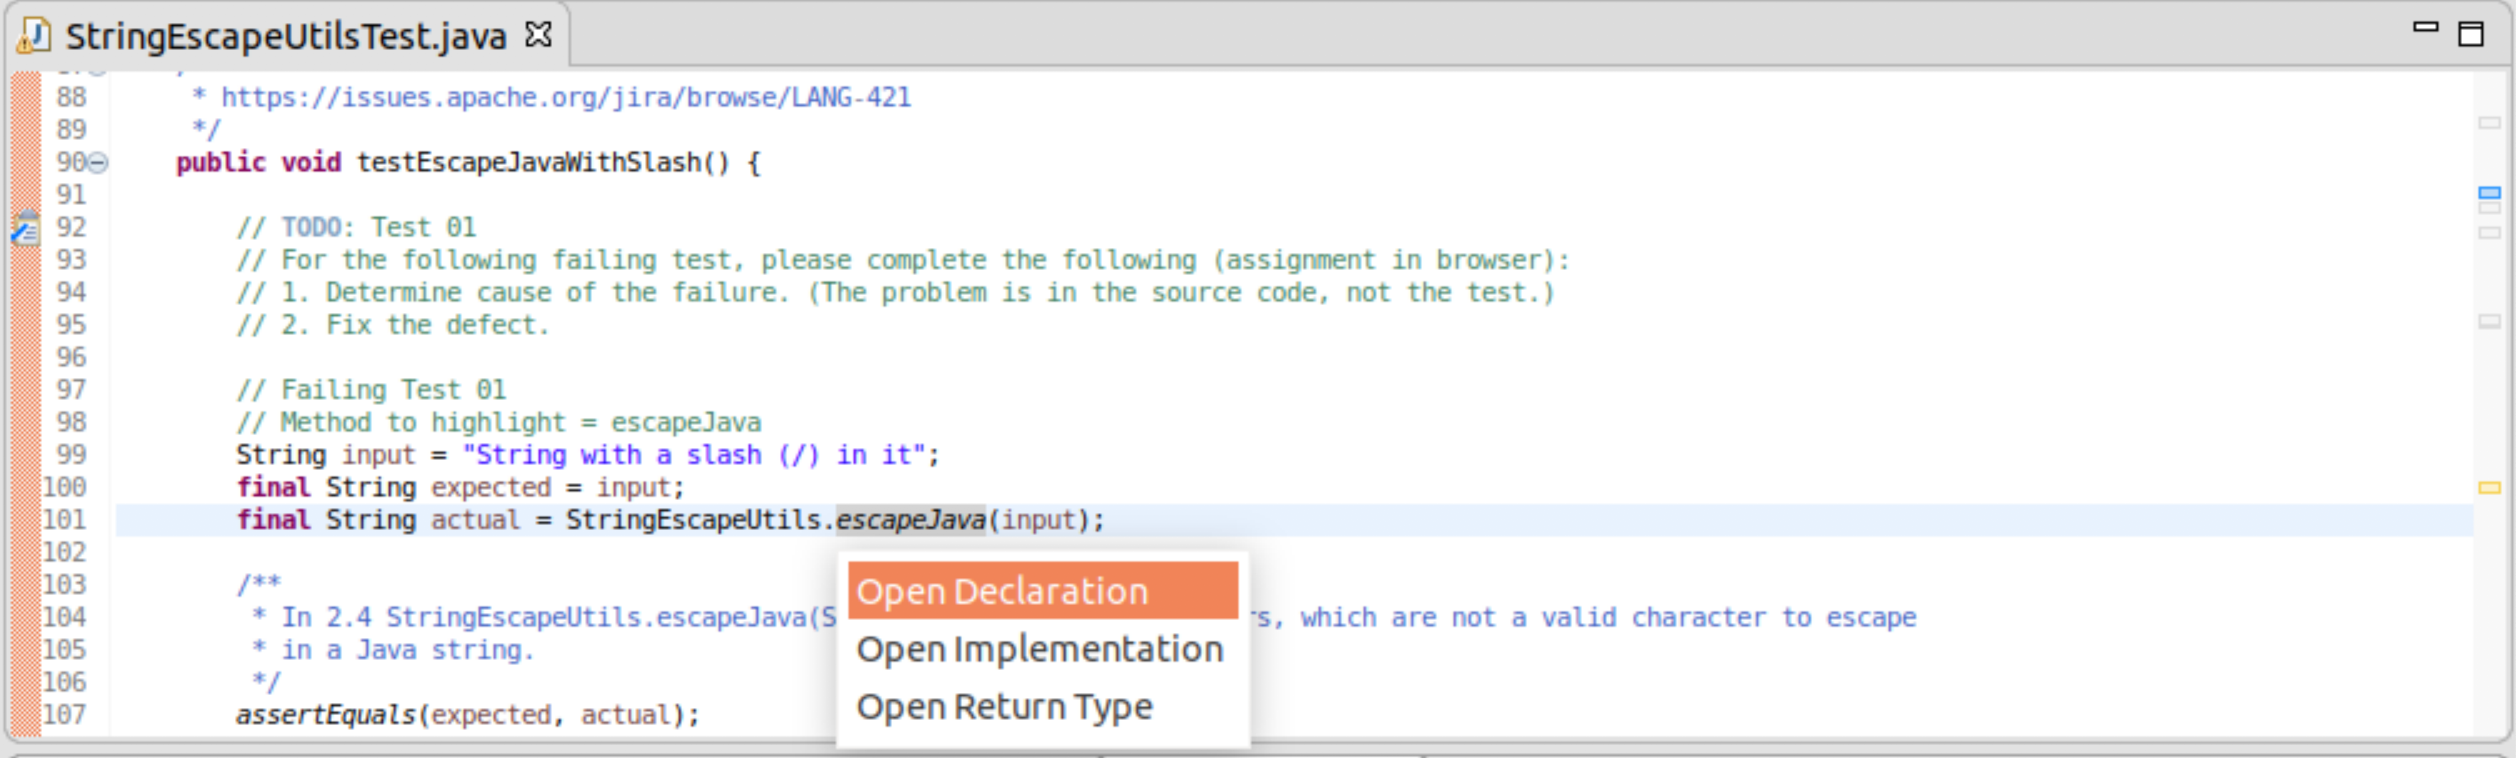 StringEscapeUtilsTest.java
88 * https://issues.apache.org/jira/browse/LANG-421
89 */
90 public void testEscapeJavaWithSlash() {
91
92 // TODO: Test 01
93 // For the following failing test, please complete the following (assignment in browser):
94 // 1. Determine cause of the failure. (The problem is in the source code, not the test.)
95 // 2. Fix the defect.
96
97 // Failing Test 01
98 // Method to highlight = escapeJava
99 String input = "String with a slash (/) in it";
100 final String expected = input;
101 final String actual = StringEscapeUtils.escapeJava(input);
102
103 /**
104 * In 2.4 StringEscapeUtils.escapeJava( , which are not a valid character to escape
105 * in a Java string.
106 */
107 assertEquals(expected, actual);
Open Declaration
Open Implementation
Open Return Type